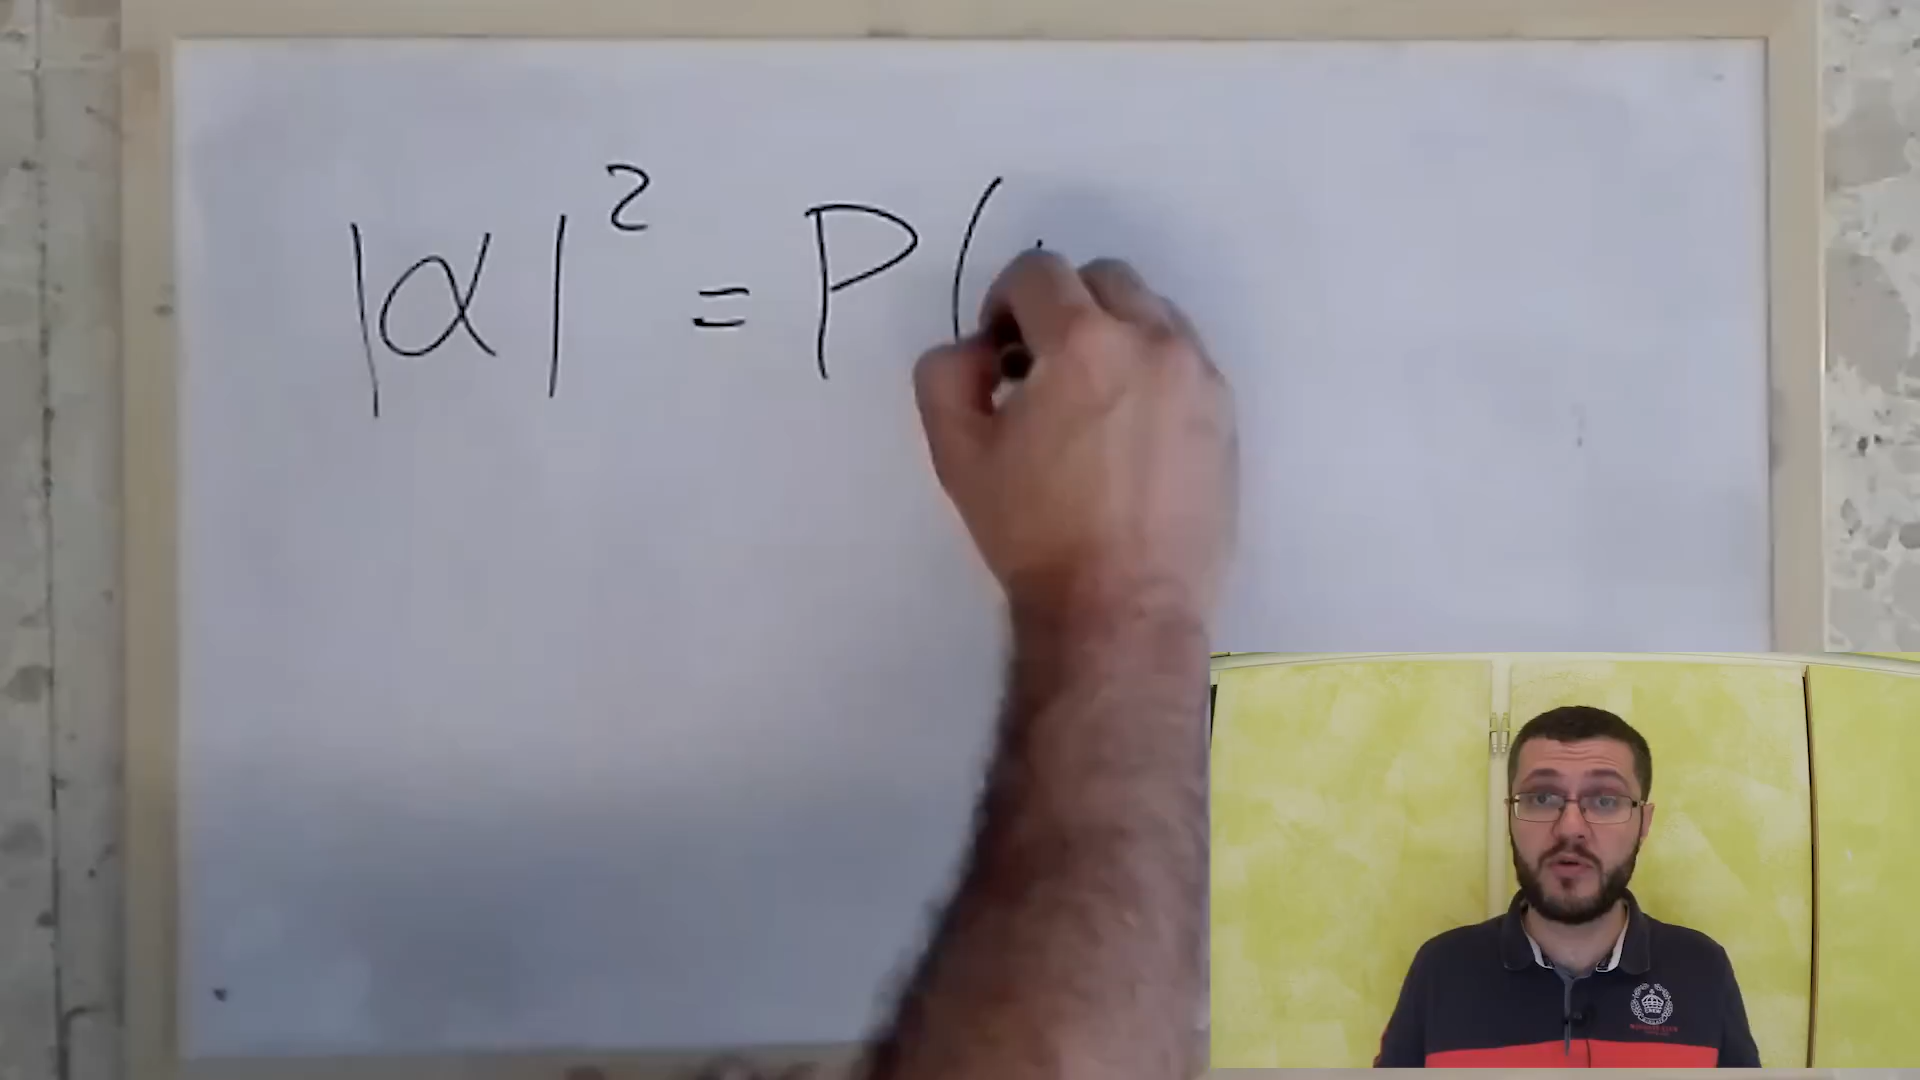 |α|² = P(